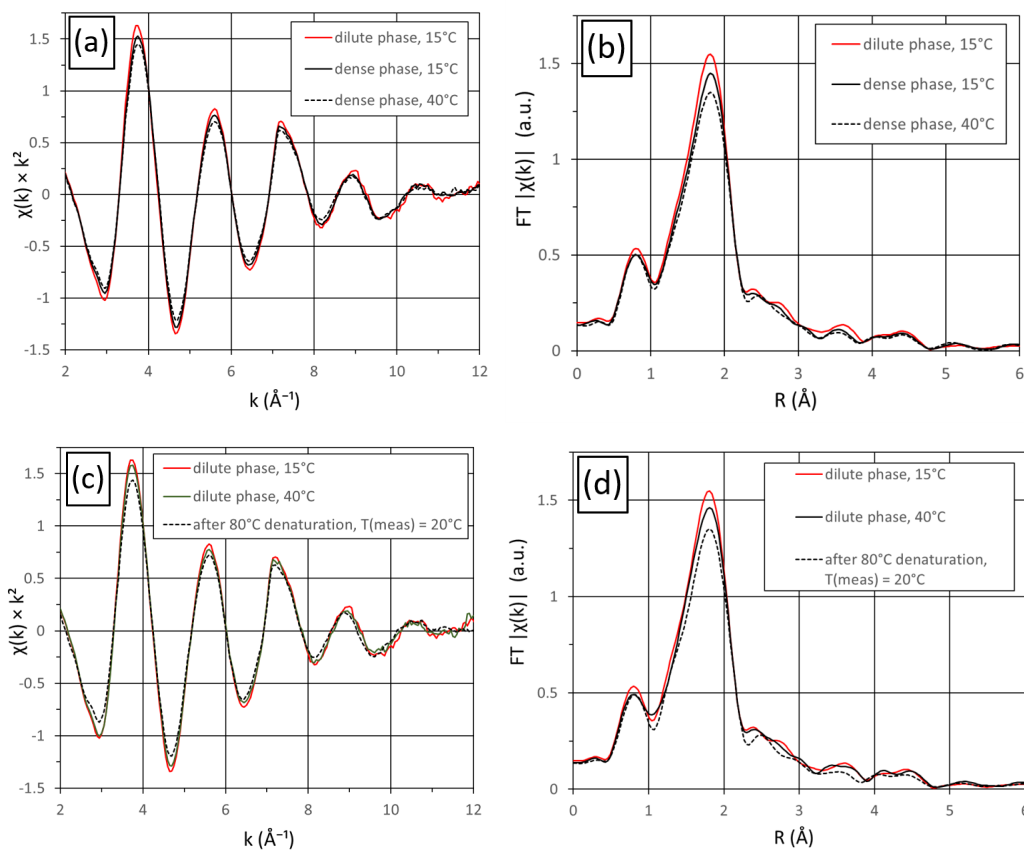 (a)
dilute phase, 15°C
dense phase, 15°C
dense phase, 40°C
1.5
1
0.5
0
-0.5
-1
-1.5
χ(k) × k²
2
4
6
8
10
12
k (Å⁻¹)
(b)
dilute phase, 15°C
dense phase, 15°C
dense phase, 40°C
1.5
1
0.5
0
FT |χ(k)| (a.u.)
0
1
2
3
4
5
6
R (Å)
(c)
dilute phase, 15°C
dilute phase, 40°C
after 80°C denaturation, T(meas) = 20°C
1.5
1
0.5
0
-0.5
-1
-1.5
χ(k) × k²
2
4
6
8
10
12
k (Å⁻¹)
(d)
dilute phase, 15°C
dilute phase, 40°C
after 80°C denaturation,
T(meas) = 20°C
1.5
1
0.5
0
FT |χ(k)| (a.u.)
0
1
2
3
4
5
6
R (Å)